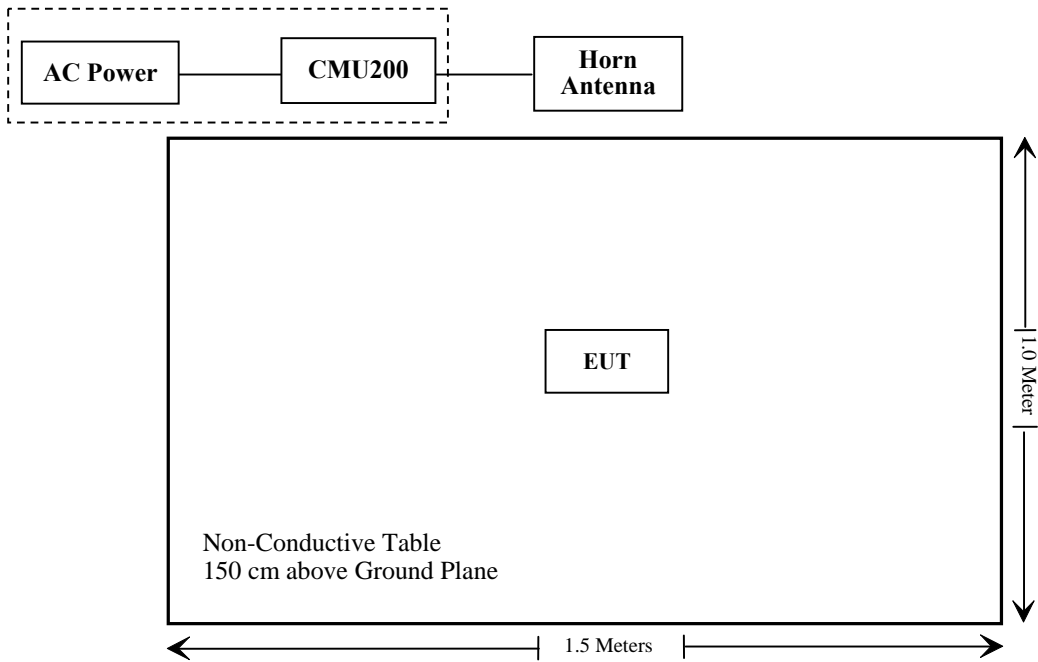 AC Power
CMU200
Horn
Antenna
EUT
1.0 Meter
Non-Conductive Table
150 cm above Ground Plane
1.5 Meters